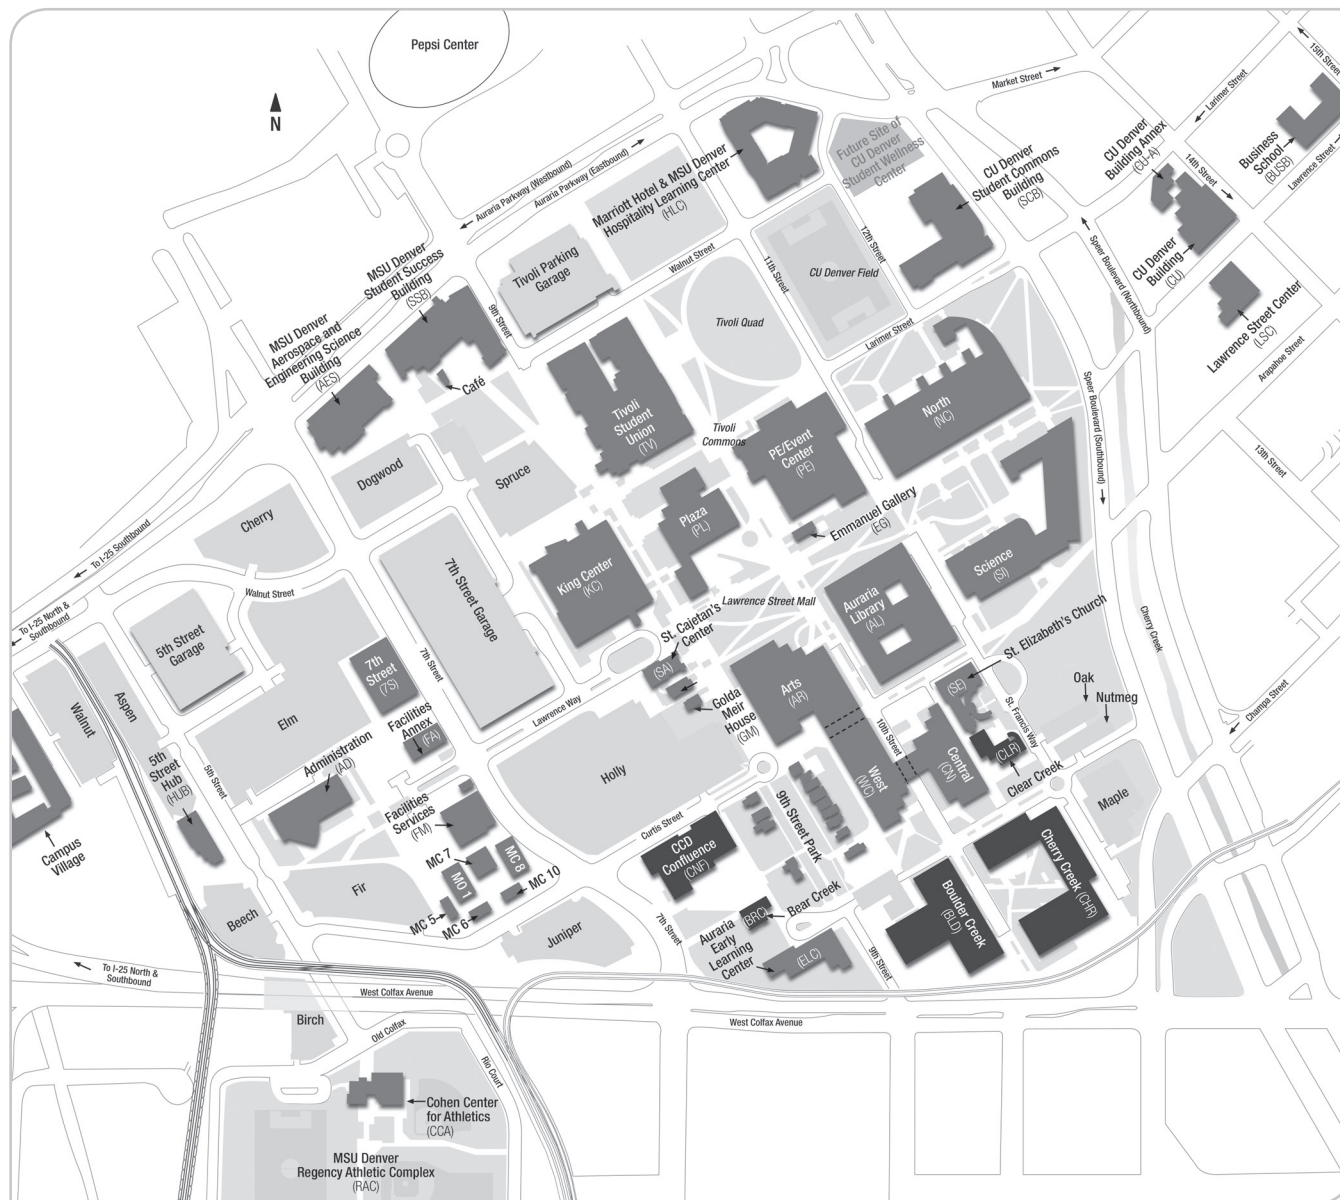 Pepsi Center
N
Market Street
15th Street
Larimer Street
Auraria Parkway (Westbound)
Auraria Parkway (Eastbound)
Marriott Hotel & MSU Denver
Hospitality Learning Center
(HLC)
Future Site of
CU Denver
Student Wellness
Center
CU Denver
Student Commons
Building
(SCB)
CU Denver
Building Annex
(CU-A)
14th Street
Business
School
(BUSB)
Lawrence Street
CU Denver
Building
(CU)
Lawrence Street Center
(LSC)
Arapahoe Street
13th Street
Speer Boulevard (Northbound)
Speer Boulevard (Southbound)
MSU Denver
Student Success
Building
(SSB)
MSU Denver
Aerospace and
Engineering Science
Building
(AES)
Café
9th Street
Tivoli Parking
Garage
Walnut Street
11th Street
12th Street
CU Denver Field
Tivoli Quad
Larimer Street
Tivoli
Student
Union
(TV)
Tivoli
Commons
PE/Event
Center
(PE)
North
(NC)
Dogwood
Spruce
Cherry
Plaza
(PL)
Emmanuel Gallery
(EG)
Science
(SI)
To I-25 Southbound
To I-25 North &
Southbound
Walnut Street
7th Street Garage
King Center
(KC)
Lawrence Street Mall
Auraria
Library
(AL)
St. Cajetan's
Center
(SA)
St. Elizabeth's Church
(SE)
Cherry Creek
5th Street
Garage
7th
Street
(7S)
7th Street
Lawrence Way
Golda
Meir
House
(GM)
Arts
(AR)
Oak
Nutmeg
St. Francis Way
Champa Street
Walnut
Aspen
Elm
Facilities
Annex
(FA)
Administration
(AD)
Holly
10th Street
West
(WC)
Central
(CN)
(CLR)
Clear Creek
Maple
5th
Street
Hub
(HUB)
5th Street
Facilities
Services
(FM)
Curtis Street
9th Street Park
Campus
Village
MC 7
MC 8
MO 1
MC 10
MC 5
MC 6
CCD
Confluence
(CNF)
Cherry Creek (CHR)
Boulder Creek
(BLD)
Fir
Beech
Juniper
7th Street
Bear Creek
(BRC)
Auraria
Early
Learning
Center
(ELC)
9th Street
To I-25 North &
Southbound
West Colfax Avenue
West Colfax Avenue
Birch
Old Colfax
Rio Court
Cohen Center
for Athletics
(CCA)
MSU Denver
Regency Athletic Complex
(RAC)